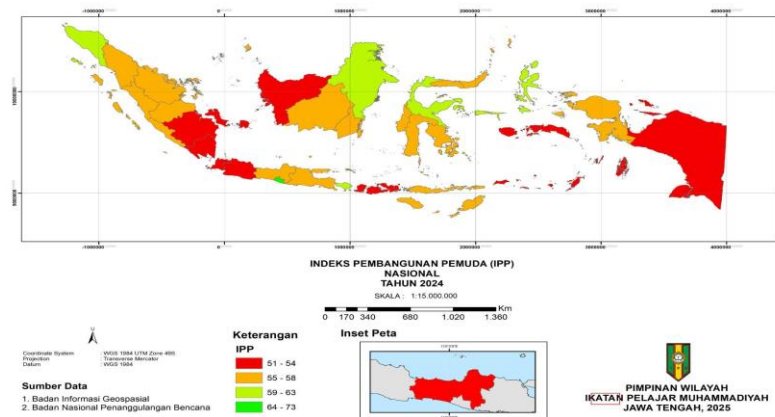 -1000000 0 1000000 2000000 3000000 4000000
-1000000 0 1000000 2000000 3000000 4000000
INDEKS PEMBANGUNAN PEMUDA (IPP)
NASIONAL
TAHUN 2024
SKALA : 1:15.000.000
Km
0 170 340 680 1.020 1.360
N
Coordinate System : WGS 1984 UTM Zone 49S
Projection : Transverse Mercator
Datum : WGS 1984
Sumber Data
1. Badan Informasi Geospasial
2. Badan Nasional Penanggulangan Bencana
Keterangan
IPP
51 - 54
55 - 58
59 - 63
64 - 73
Inset Peta
PIMPINAN WILAYAH
IKATAN PELAJAR MUHAMMADIYAH
JAWA TENGAH, 2025